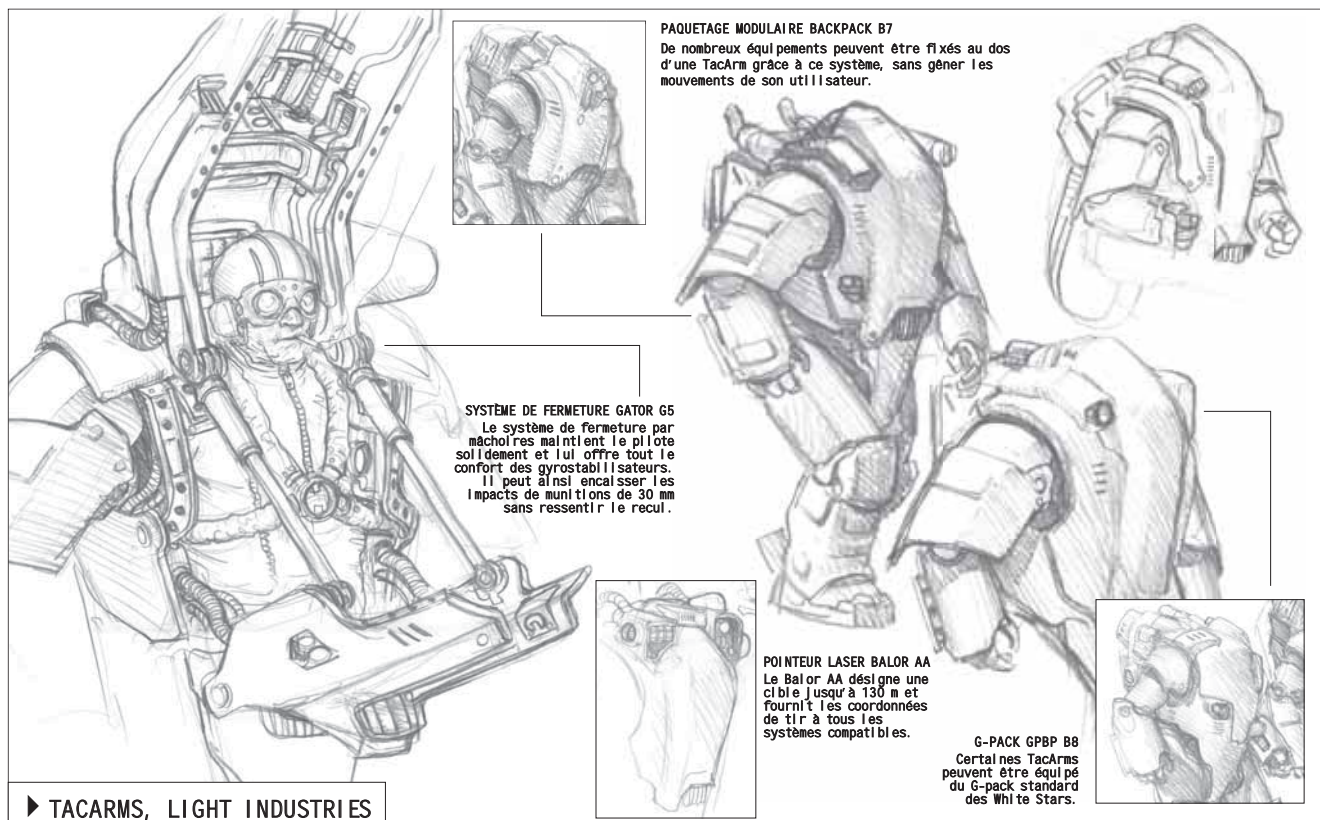 PAQUETAGE MODULAIRE BACKPACK B7
De nombreux équipements peuvent être fixés au dos
d'une TacArm grâce à ce système, sans gêner les
mouvements de son utilisateur.
SYSTÈME DE FERMETURE GATOR G5
Le système de fermeture par
mâchoires maintient le pilote
solidement et lui offre tout le
confort des gyrostabilisateurs.
Il peut ainsi encaisser les
impacts de munitions de 30 mm
sans ressentir le recul.
POINTEUR LASER BALOR AA
Le Balor AA désigne une
cible jusqu'à 130 m et
fournit les coordonnées
de tir à tous les
systèmes compatibles.
G-PACK GPBP B8
Certaines TacArms
peuvent être équipé
du G-pack standard
des White Stars.
G
▶ TACARMS, LIGHT INDUSTRIES